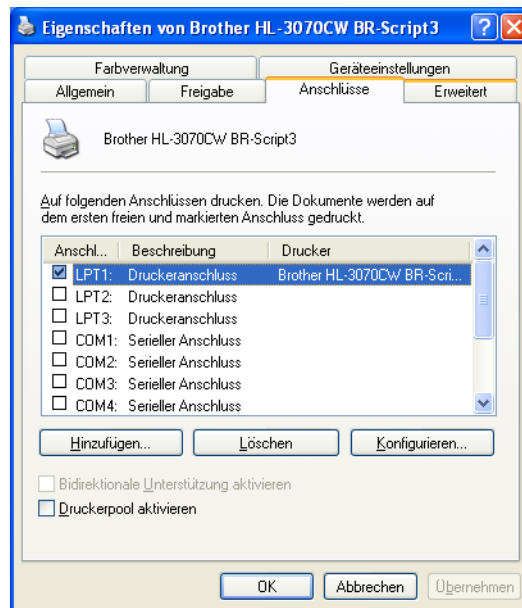 Eigenschaften von Brother HL-3070CW BR-Script3
Farbverwaltung Geräteeinstellungen
Allgemein Freigabe Anschlüsse Erweitert
Brother HL-3070CW BR-Script3
Auf folgenden Anschlüssen drucken. Die Dokumente werden auf
dem ersten freien und markierten Anschluss gedruckt.
Anschl... Beschreibung Drucker
LPT1: Druckeranschluss Brother HL-3070CW BR-Scri...
LPT2: Druckeranschluss
LPT3: Druckeranschluss
COM1: Serieller Anschluss
COM2: Serieller Anschluss
COM3: Serieller Anschluss
COM4: Serieller Anschluss
Hinzufügen... Löschen Konfigurieren...
Bidirektionale Unterstützung aktivieren
Druckerpool aktivieren
OK Abbrechen Übernehmen